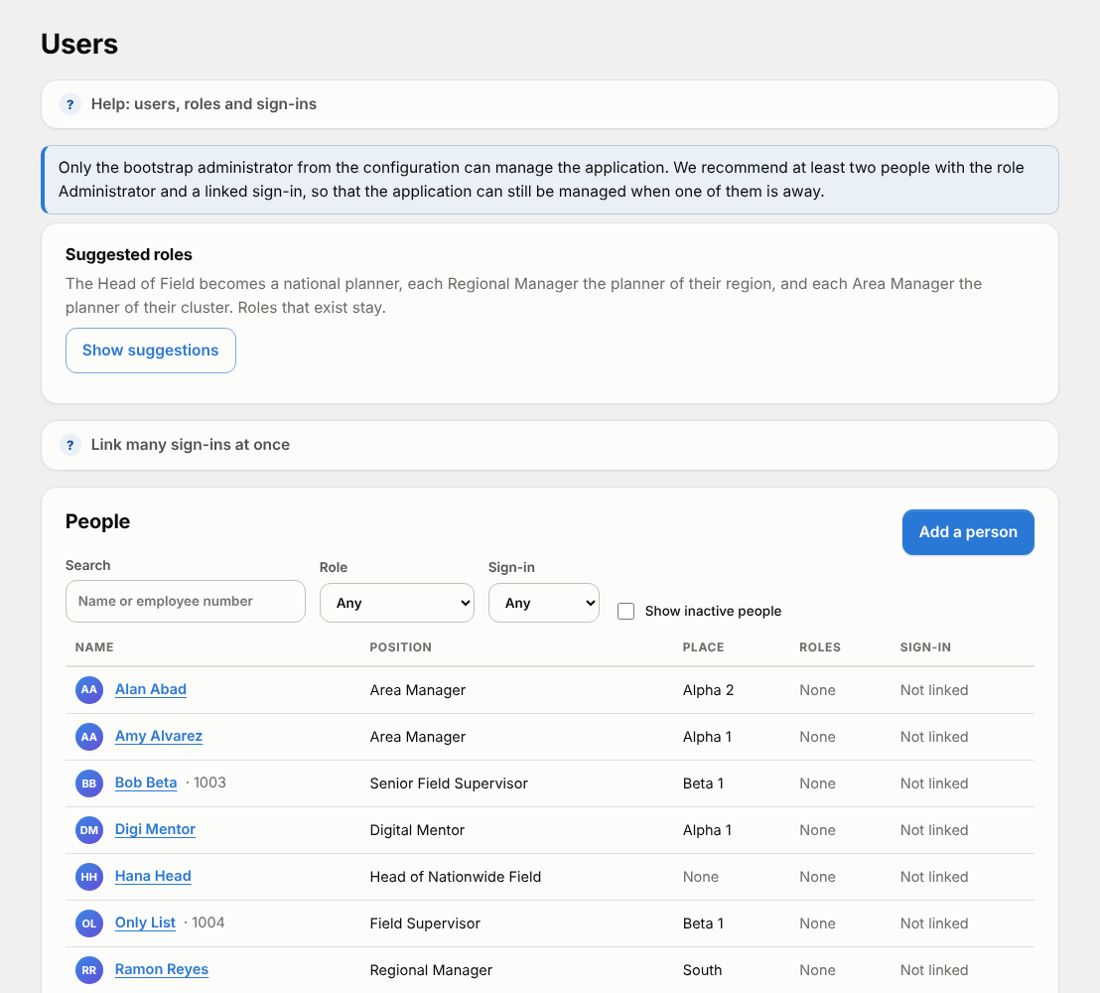 Users
? Help: users, roles and sign-ins
Only the bootstrap administrator from the configuration can manage the application. We recommend at least two people with the role
Administrator and a linked sign-in, so that the application can still be managed when one of them is away.
Suggested roles
The Head of Field becomes a national planner, each Regional Manager the planner of their region, and each Area Manager the
planner of their cluster. Roles that exist stay.
Show suggestions
? Link many sign-ins at once
People
Add a person
Search Role Sign-in
Name or employee number Any Any Show inactive people
NAME POSITION PLACE ROLES SIGN-IN
AA Alan Abad Area Manager Alpha 2 None Not linked
AA Amy Alvarez Area Manager Alpha 1 None Not linked
BB Bob Beta · 1003 Senior Field Supervisor Beta 1 None Not linked
DM Digi Mentor Digital Mentor Alpha 1 None Not linked
HH Hana Head Head of Nationwide Field None None Not linked
OL Only List · 1004 Field Supervisor Beta 1 None Not linked
RR Ramon Reyes Regional Manager South None Not linked